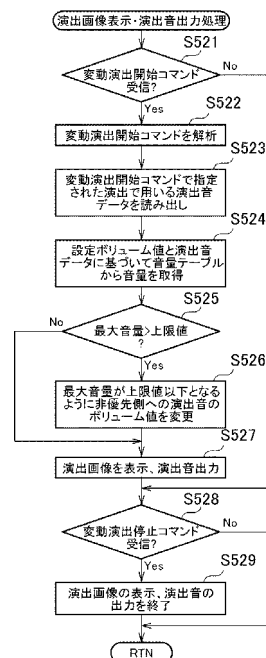 演出画像表示・演出音出力処理
S521
変動演出開始コマンド
受信?
No
Yes
S522
変動演出開始コマンドを解析
S523
変動演出開始コマンドで指定
された演出で用いる演出音
データを読み出し
S524
設定ボリューム値と演出音
データに基づいて音量テーブル
から音量を取得
S525
No
最大音量>上限値
?
Yes
S526
最大音量が上限値以下となる
ように非優先側への演出音の
ボリューム値を変更
S527
演出画像を表示、演出音出力
S528
変動演出停止コマンド
受信?
No
Yes
S529
演出画像の表示、演出音の
出力を終了
RTN